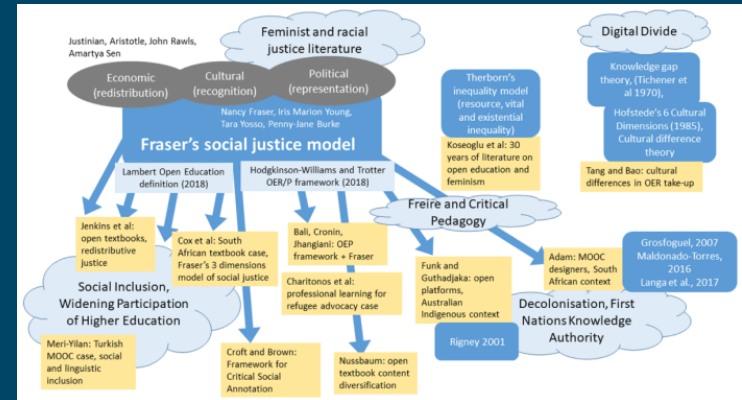 Justinian, Aristotle, John Rawls,
Amartya Sen
Feminist and racial
justice literature
Digital Divide
Economic
(redistribution)
Cultural
(recognition)
Political
(representation)
Nancy Fraser, Iris Marion Young,
Tara Yosso, Penny-Jane Burke
Fraser's social justice model
Therborn's
inequality model
(resource, vital
and existential
inequality)
Knowledge gap
theory, (Tichener et
al 1970),
Hofstede's 6 Cultural
Dimensions (1985),
Cultural difference
theory
Koseoglu et al: 30
years of literature on
open education and
feminism
Tang and Bao: cultural
differences in OER take-up
Lambert Open Education
definition (2018)
Hodgkinson-Williams and Trotter
OER/P framework (2018)
Freire and Critical
Pedagogy
Jenkins et al:
open textbooks,
redistributive
justice
Cox et al: South
African textbook case,
Fraser's 3 dimensions
model of social justice
Bali, Cronin,
Jhangiani: OEP
framework + Fraser
Charitonos et al:
professional learning for
refugee advocacy case
Funk and
Guthadjaka: open
platforms,
Australian
Indigenous context
Adam: MOOC
designers, South
African context
Grosfoguel, 2007
Maldonado-Torres,
2016
Langa et al., 2017
Social Inclusion,
Widening Participation
of Higher Education
Decolonisation, First
Nations Knowledge
Authority
Meri-Yilan: Turkish
MOOC case, social
and linguistic
inclusion
Croft and Brown:
Framework for
Critical Social
Annotation
Nussbaum: open
textbook content
diversification
Rigney 2001